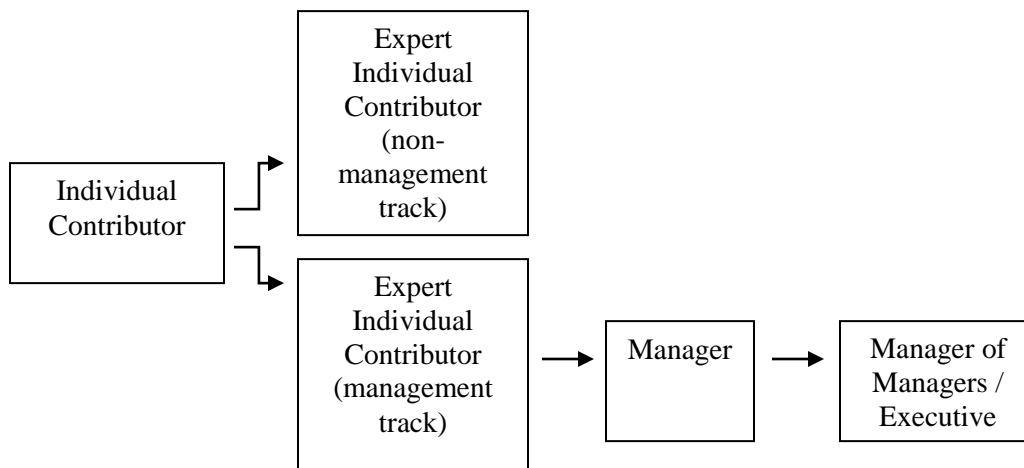 Expert
Individual
Contributor
(non-
management
track)
Individual
Contributor
Expert
Individual
Contributor
(management
track)
Manager
Manager of
Managers /
Executive